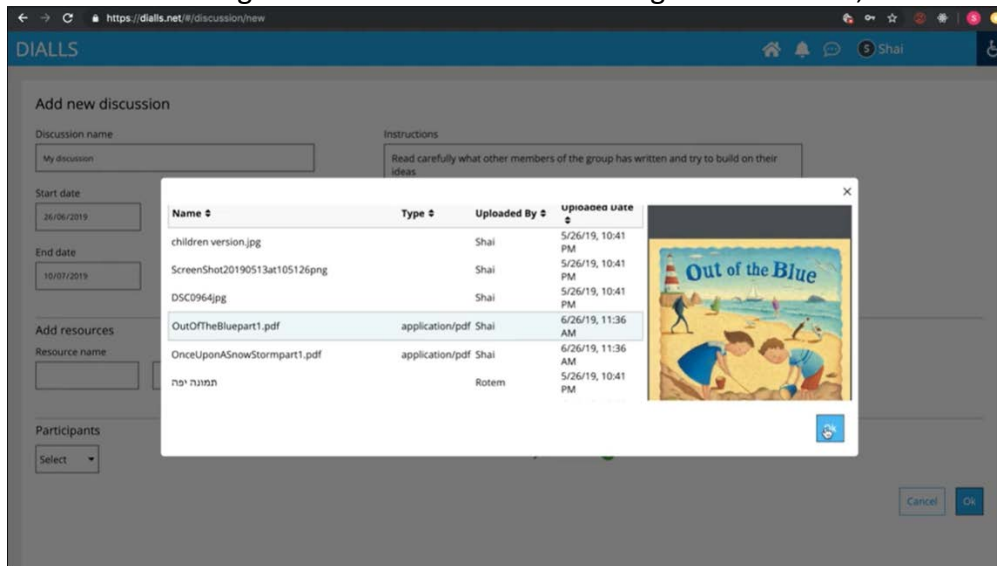 https://dialls.net/#/discussion/new
DIALLS
S Shai
Add new discussion
Discussion name
My discussion
Instructions
Read carefully what other members of the group has written and try to build on their
ideas
Start date
26/06/2019
End date
10/07/2019
Name Type Uploaded By Uploaded Date
children version.jpg Shai 5/26/19, 10:41
PM
ScreenShot20190513at105126png Shai 5/26/19, 10:41
PM
DSC0964jpg Shai 5/26/19, 10:41
PM
OutOfTheBluepart1.pdf application/pdf Shai 6/26/19, 11:36
AM
OnceUponASnowStormpart1.pdf application/pdf Shai 6/26/19, 11:36
AM
תמונה יפה Rotem 5/26/19, 10:41
PM
Out of the Blue
Ok
Add resources
Resource name
Participants
Select
Cancel Ok